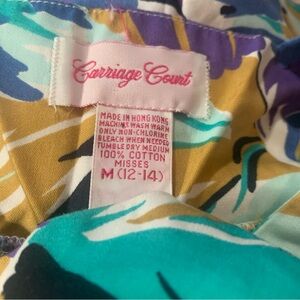 Carriage Court
MADE IN HONG KONG
MACHINE WASH WARM
ONLY NON-CHLORINE
BLEACH WHEN NEEDED
TUMBLE DRY MEDIUM
100% COTTON
MISSES
M (12-14)